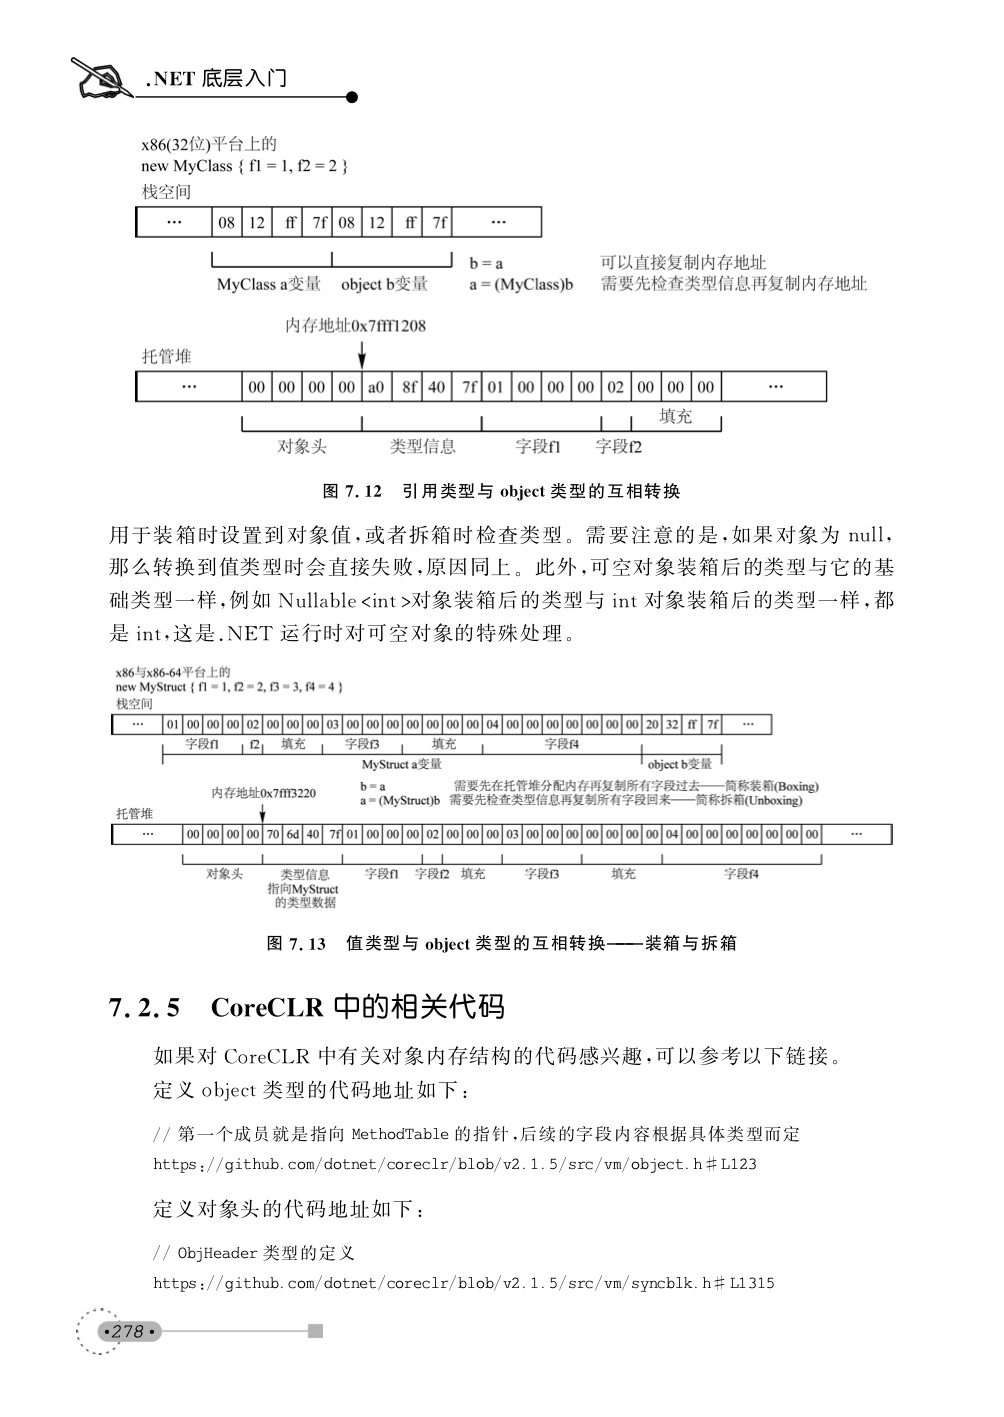 .NET 底层入门
x86(32位)平台上的
new MyClass { f1 = 1, f2 = 2 }
栈空间
… 08 12 ff 7f 08 12 ff 7f …
b = a 可以直接复制内存地址
MyClass a变量 object b变量 a = (MyClass)b 需要先检查类型信息再复制内存地址
内存地址0x7fff1208
托管堆
… 00 00 00 00 a0 8f 40 7f 01 00 00 00 02 00 00 00 …
填充
对象头 类型信息 字段f1 字段f2
图 7.12 引用类型与 object 类型的互相转换
用于装箱时设置到对象值,或者拆箱时检查类型。需要注意的是,如果对象为 null,
那么转换到值类型时会直接失败,原因同上。此外,可空对象装箱后的类型与它的基
础类型一样,例如 Nullable<int>对象装箱后的类型与 int 对象装箱后的类型一样,都
是 int,这是.NET 运行时对可空对象的特殊处理。
x86与x86-64平台上的
new MyStruct { f1 = 1, f2 = 2, f3 = 3, f4 = 4 }
栈空间
… 01 00 00 00 02 00 00 00 03 00 00 00 00 00 00 00 04 00 00 00 00 00 00 00 20 32 ff 7f …
字段f1 f2 填充 字段f3 填充 字段f4
MyStruct a变量 object b变量
b = a 需要先在托管堆分配内存再复制所有字段过去——简称装箱(Boxing)
内存地址0x7fff3220 a = (MyStruct)b 需要先检查类型信息再复制所有字段回来——简称拆箱(Unboxing)
托管堆
… 00 00 00 00 70 6d 40 7f 01 00 00 00 02 00 00 00 03 00 00 00 00 00 00 00 04 00 00 00 00 00 00 00 …
对象头 类型信息 字段f1 字段f2 填充 字段f3 填充 字段f4
指向MyStruct
的类型数据
图 7.13 值类型与 object 类型的互相转换——装箱与拆箱
7.2.5 CoreCLR 中的相关代码
如果对 CoreCLR 中有关对象内存结构的代码感兴趣,可以参考以下链接。
定义 object 类型的代码地址如下:
// 第一个成员就是指向 MethodTable 的指针,后续的字段内容根据具体类型而定
https://github.com/dotnet/coreclr/blob/v2.1.5/src/vm/object.h#L123
定义对象头的代码地址如下:
// ObjHeader 类型的定义
https://github.com/dotnet/coreclr/blob/v2.1.5/src/vm/syncblk.h#L1315
·278·